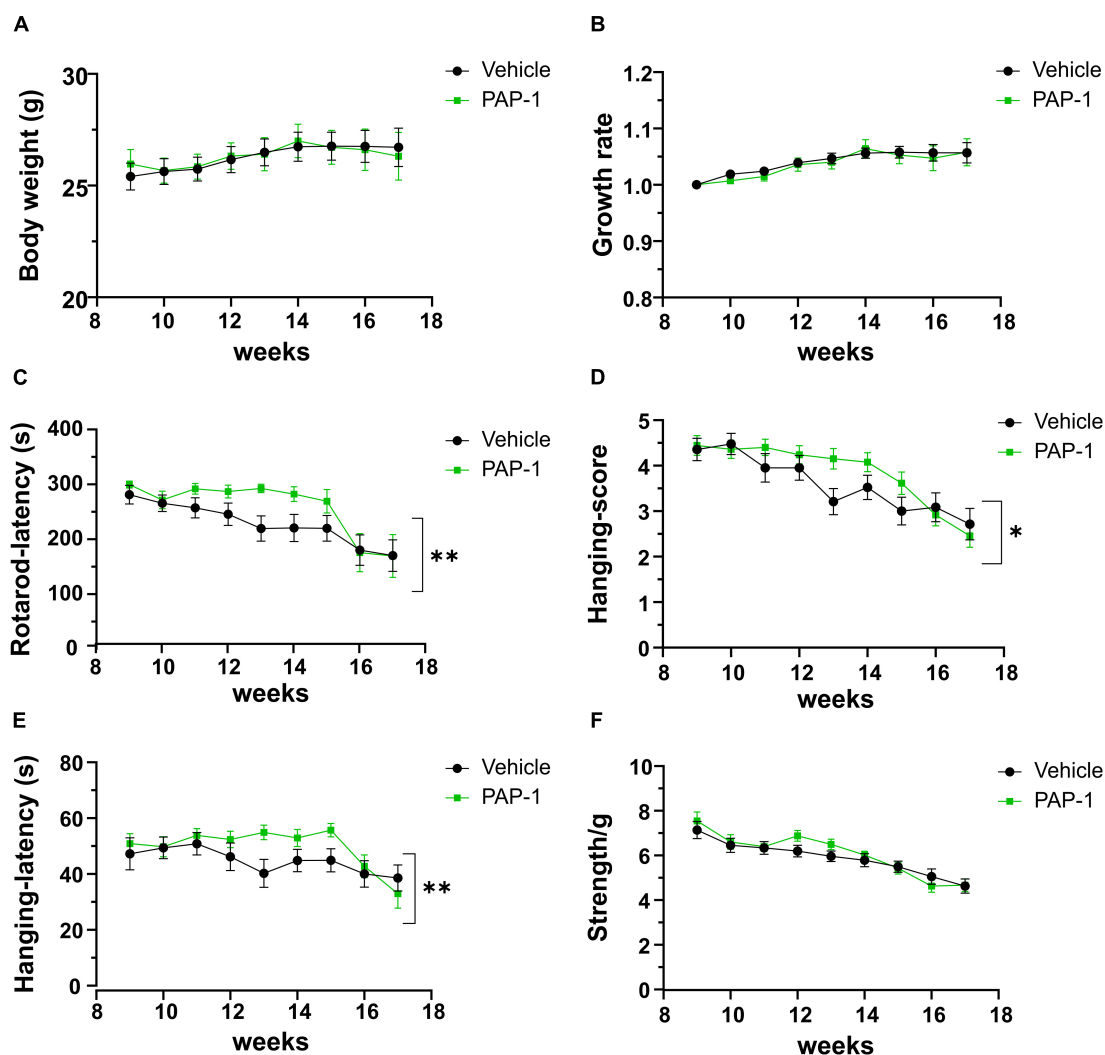 A
Body weight (g)
30
25
20
8 10 12 14 16 18
weeks
Vehicle
PAP-1
B
Growth rate
1.2
1.1
1.0
0.9
0.8
8 10 12 14 16 18
weeks
Vehicle
PAP-1
C
Rotarod-latency (s)
400
300
200
100
0
8 10 12 14 16 18
weeks
Vehicle
PAP-1
**
D
Hanging-score
5
4
3
2
1
0
8 10 12 14 16 18
weeks
Vehicle
PAP-1
*
E
Hanging-latency (s)
80
60
40
20
0
8 10 12 14 16 18
weeks
Vehicle
PAP-1
**
F
Strength/g
10
8
6
4
2
0
8 10 12 14 16 18
weeks
Vehicle
PAP-1